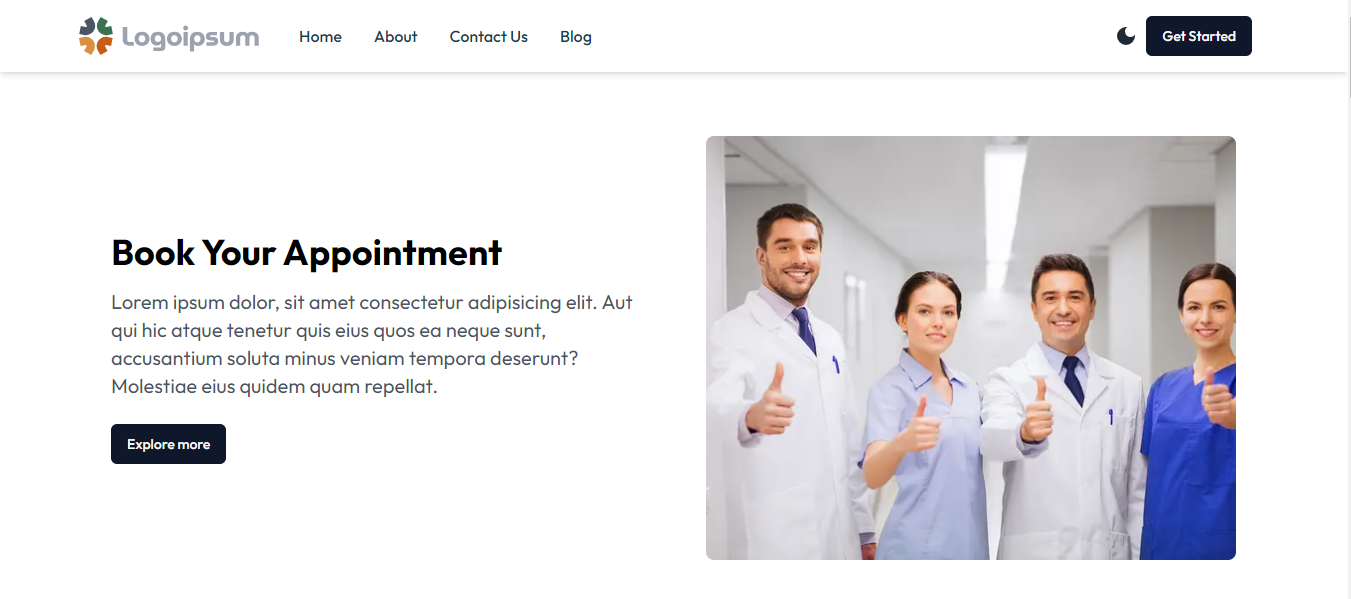 Logoipsum
Home
About
Contact Us
Blog
Get Started
Book Your Appointment
Lorem ipsum dolor, sit amet consectetur adipisicing elit. Aut
qui hic atque tenetur quis eius quos ea neque sunt,
accusantium soluta minus veniam tempora deserunt?
Molestiae eius quidem quam repellat.
Explore more